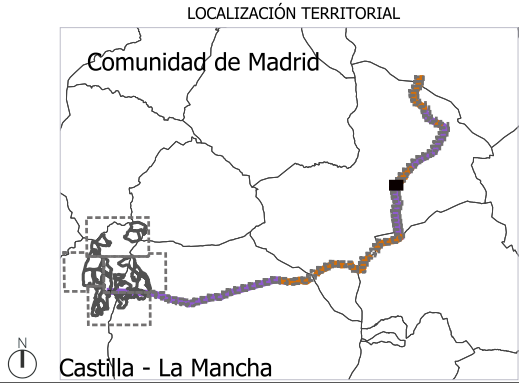 LOCALIZACIÓN TERRITORIAL
Comunidad de Madrid
N
Castilla - La Mancha